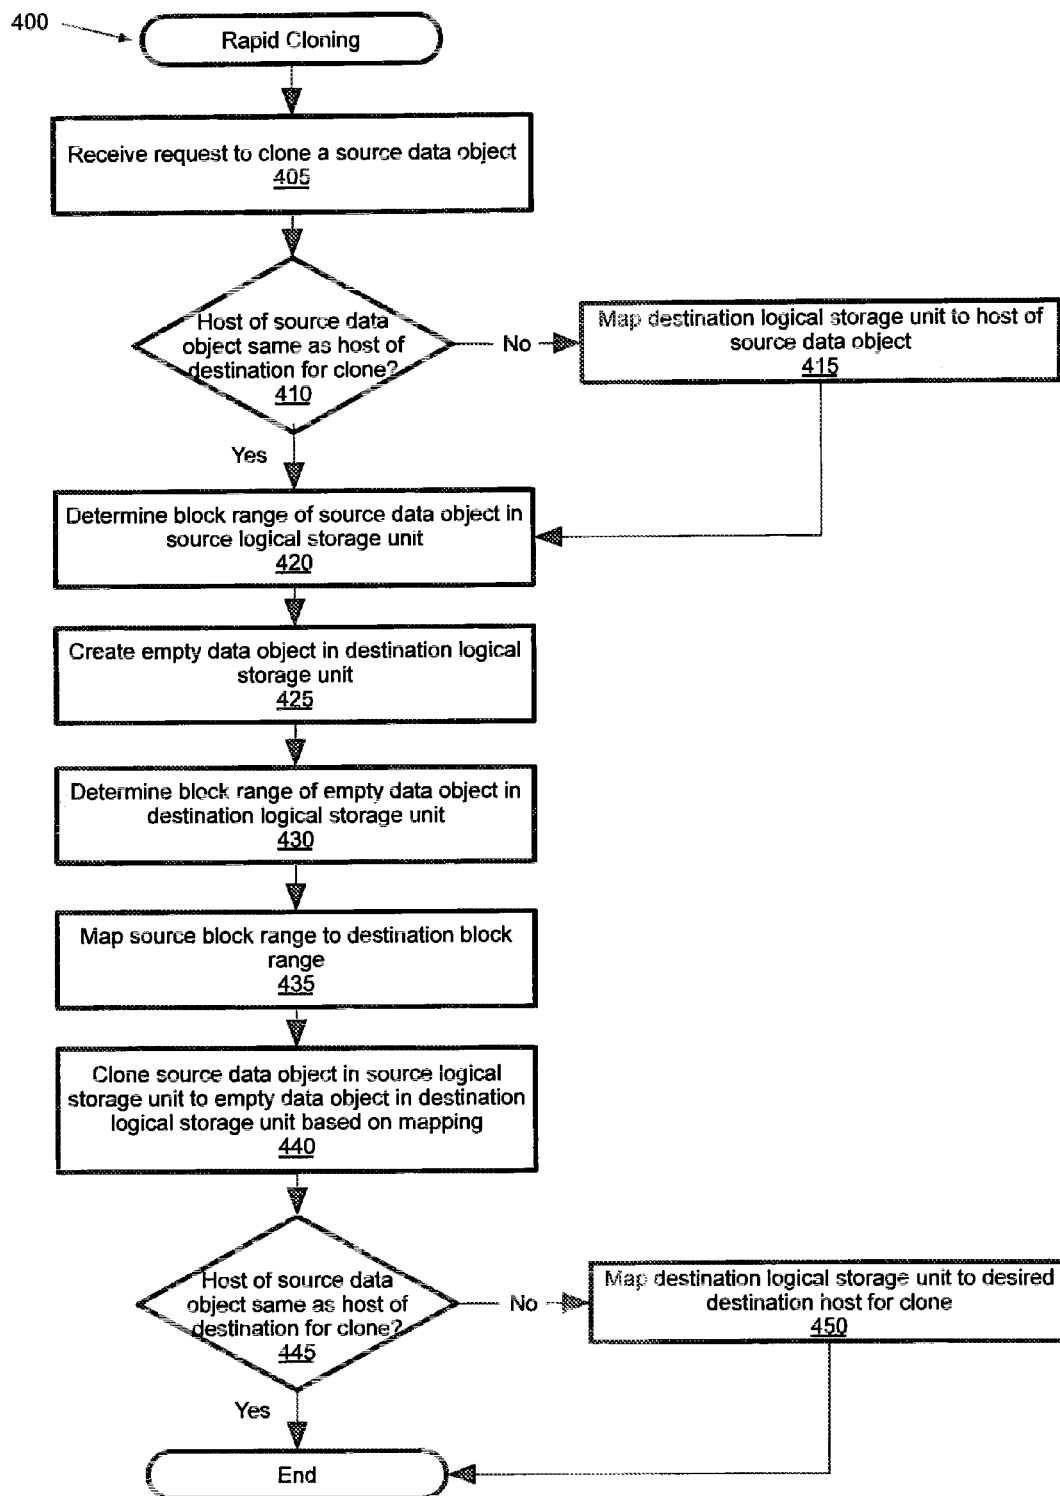 400
Rapid Cloning
Receive request to clone a source data object
405
Host of source data
object same as host of
destination for clone?
410
No
Map destination logical storage unit to host of
source data object
415
Yes
Determine block range of source data object in
source logical storage unit
420
Create empty data object in destination logical
storage unit
425
Determine block range of empty data object in
destination logical storage unit
430
Map source block range to destination block
range
435
Clone source data object in source logical
storage unit to empty data object in destination
logical storage unit based on mapping
440
Host of source data
object same as host of
destination for clone?
445
No
Map destination logical storage unit to desired
destination host for clone
450
Yes
End